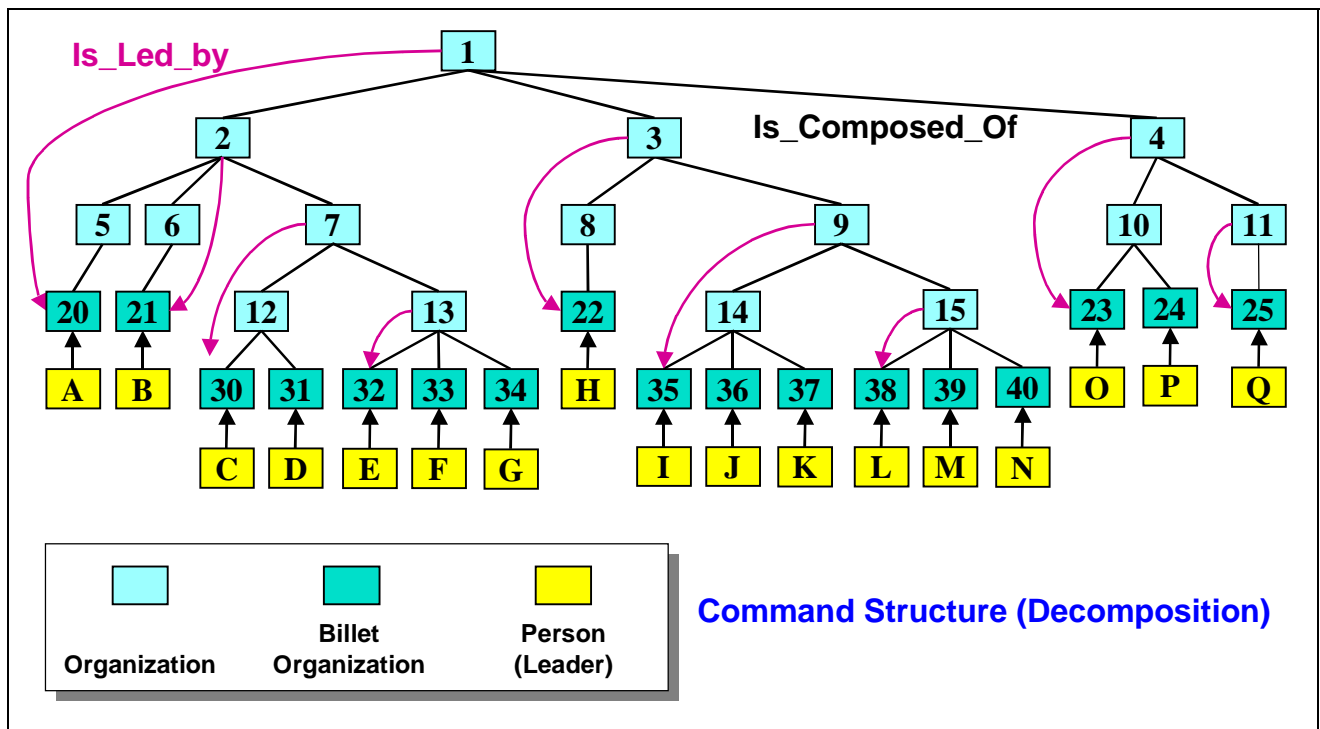 Is_Led_by
1
2
3
Is_Composed_Of
4
5
6
7
8
9
10
11
20
21
12
13
22
14
15
23
24
25
A
B
30
31
32
33
34
H
35
36
37
38
39
40
O
P
Q
C
D
E
F
G
I
J
K
L
M
N
Organization
Billet
Organization
Person
(Leader)
Command Structure (Decomposition)